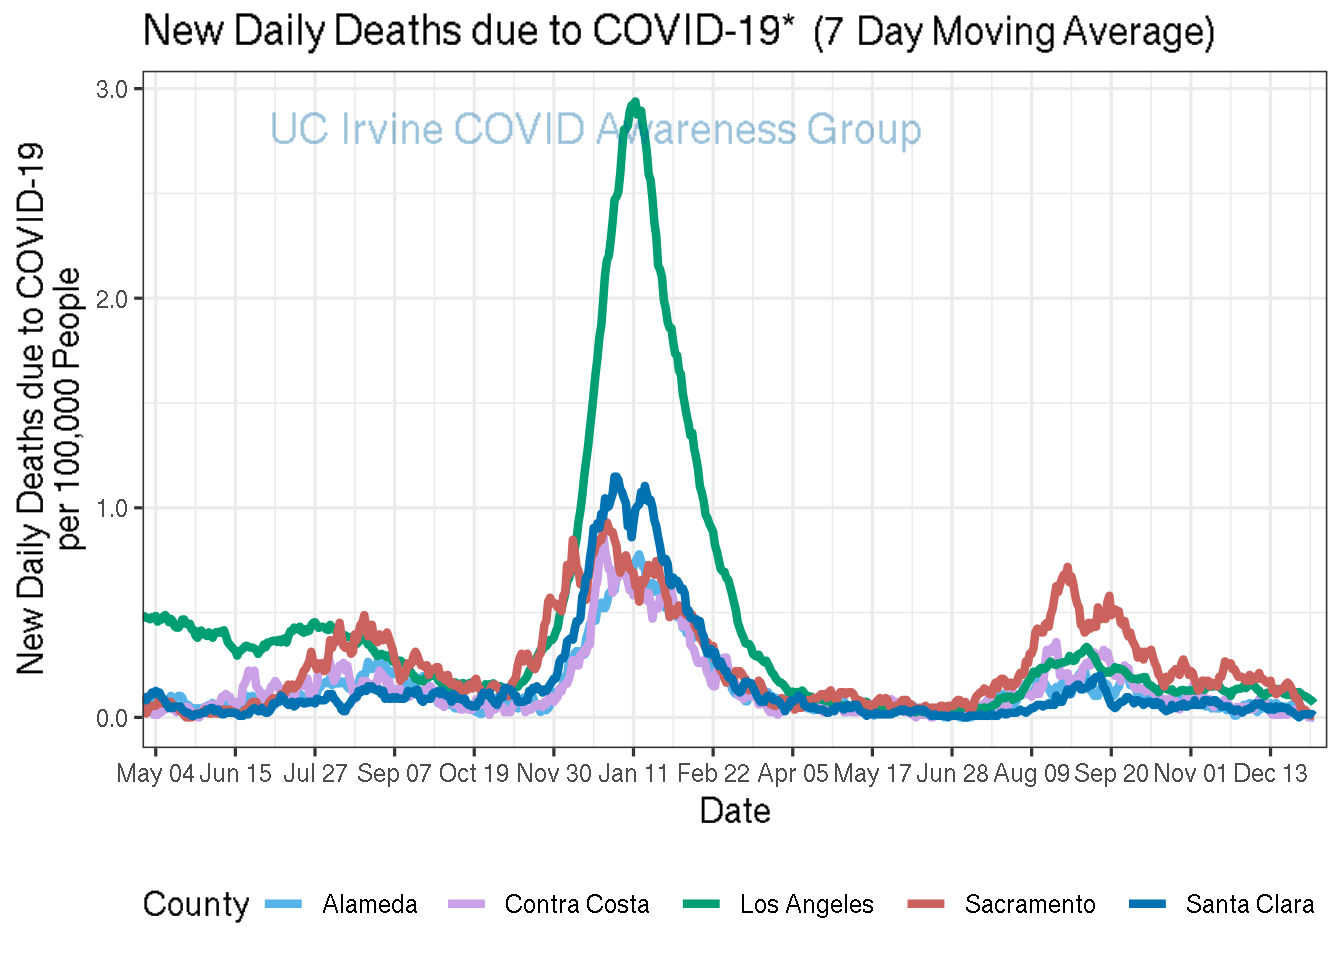 New Daily Deaths due to COVID-19* (7 Day Moving Average)
UC Irvine COVID Awareness Group
New Daily Deaths due to COVID-19
per 100,000 People
3.0
2.0
1.0
0.0
May 04 Jun 15 Jul 27 Sep 07 Oct 19 Nov 30 Jan 11 Feb 22 Apr 05 May 17 Jun 28 Aug 09 Sep 20 Nov 01 Dec 13
Date
County Alameda Contra Costa Los Angeles Sacramento Santa Clara